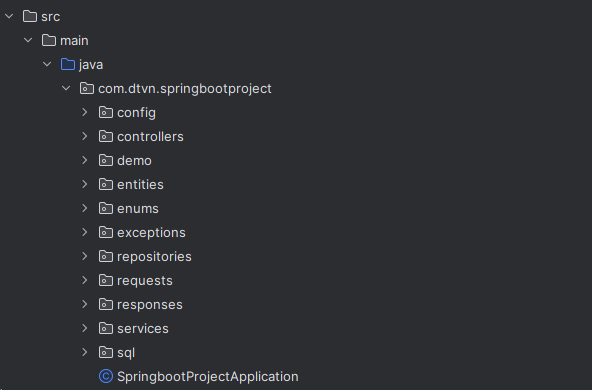 src
main
java
com.dtvn.springbootproject
config
controllers
demo
entities
enums
exceptions
repositories
requests
responses
services
sql
SpringbootProjectApplication